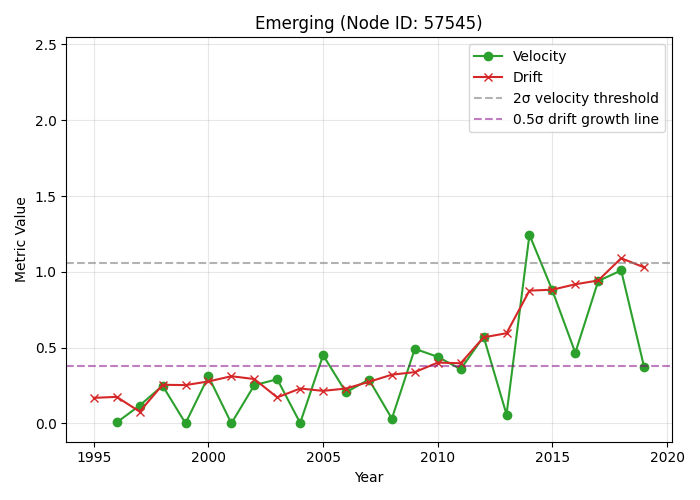 Emerging (Node ID: 57545)
Velocity
Drift
2σ velocity threshold
0.5σ drift growth line
Metric Value
2.5
2.0
1.5
1.0
0.5
0.0
1995
2000
2005
2010
2015
2020
Year